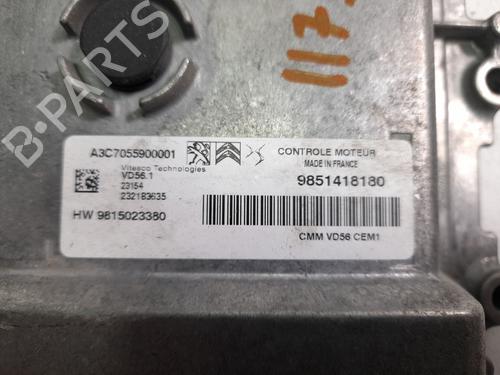 117
A3C7055900001
Vitesco Technologies
VD56.1
23154
232183635
HW 9815023380
CONTROLE MOTEUR
MADE IN FRANCE
9851418180
CMM VD56 CEM1
B-PARTS